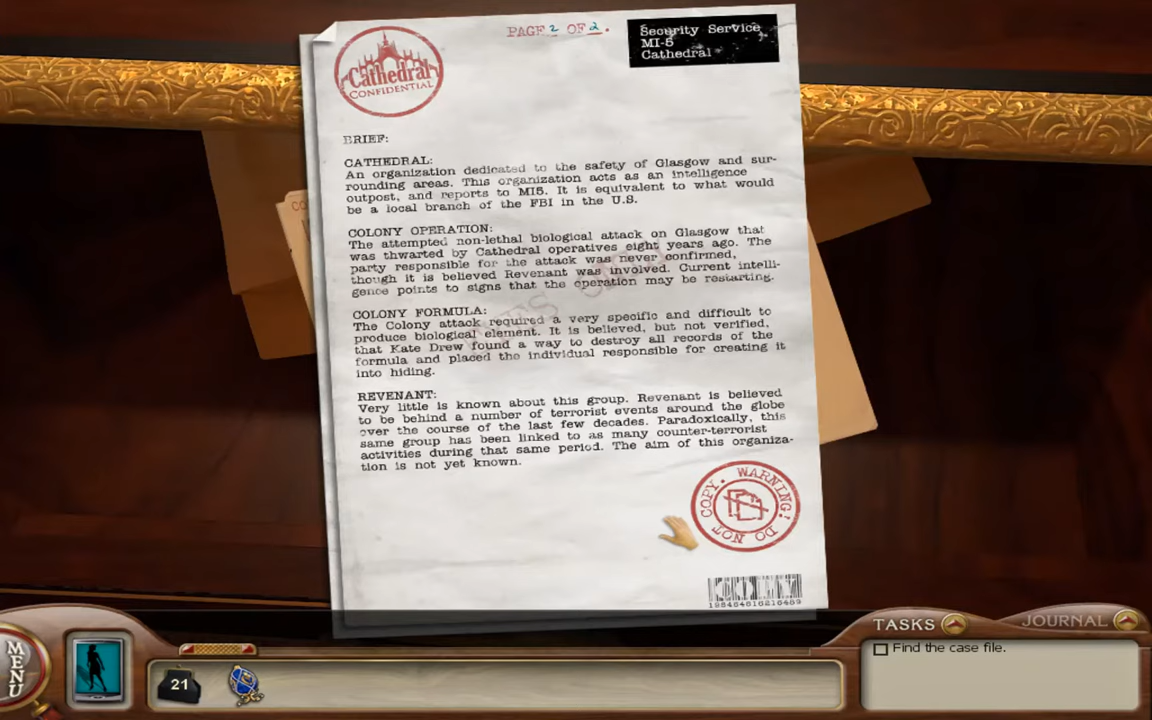 PAGE 2 OF 2.
Security Service
MI-5
Cathedral
Cathedral
CONFIDENTIAL
BRIEF:
CATHEDRAL:
An organization dedicated to the safety of Glasgow and sur-
rounding areas. This organization acts as an intelligence
outpost, and reports to MI5. It is equivalent to what would
be a local branch of the FBI in the U.S.
COLONY OPERATION:
The attempted non-lethal biological attack on Glasgow that
was thwarted by Cathedral operatives eight years ago. The
party responsible for the attack was never confirmed,
though it is believed Revenant was involved. Current intelli-
gence points to signs that the operation may be restarting.
COLONY FORMULA:
The Colony attack required a very specific and difficult to
produce biological element. It is believed, but not verified,
that Kate Drew found a way to destroy all records of the
formula and placed the individual responsible for creating it
into hiding.
REVENANT:
Very little is known about this group. Revenant is believed
to be behind a number of terrorist events around the globe
over the course of the last few decades. Paradoxically, this
same group has been linked to as many counter-terrorist
activities during that same period. The aim of this organiza-
tion is not yet known.
WARNING! DO NOT COPY.
TASKS
JOURNAL
Find the case file.
MENU
21